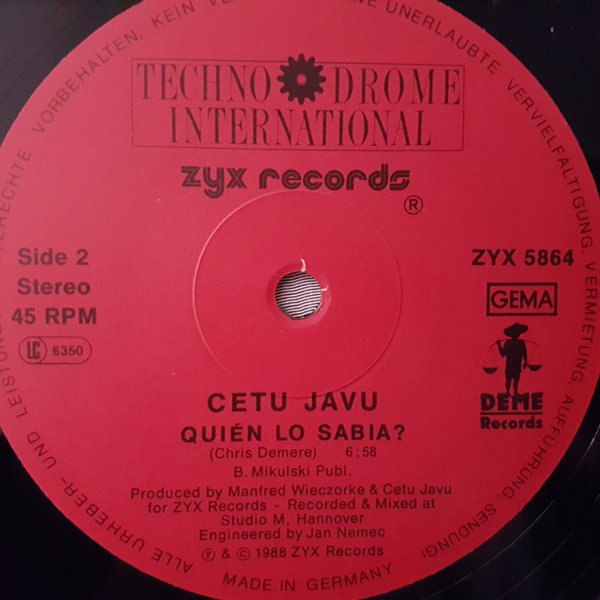 TECHNO DROME
INTERNATIONAL
zyx records
®
Side 2
Stereo
45 RPM
LC 6350
ZYX 5864
GEMA
DEME
Records
CETU JAVU
QUIÉN LO SABIA?
(Chris Demere) 6:58
B. Mikulski Publ.
Produced by Manfred Wieczorke & Cetu Javu
for ZYX Records - Recorded & Mixed at
Studio M, Hannover
Engineered by Jan Nemec
℗ & © 1988 ZYX Records
MADE IN GERMANY
ALLE URHEBER- UND LEISTUNGS VORBEHALTEN, KEIN UNERLAUBTE VERVIELFÄLTIGUNG, VERMIETUNG, AUFFÜHRUNG, SENDUNG!